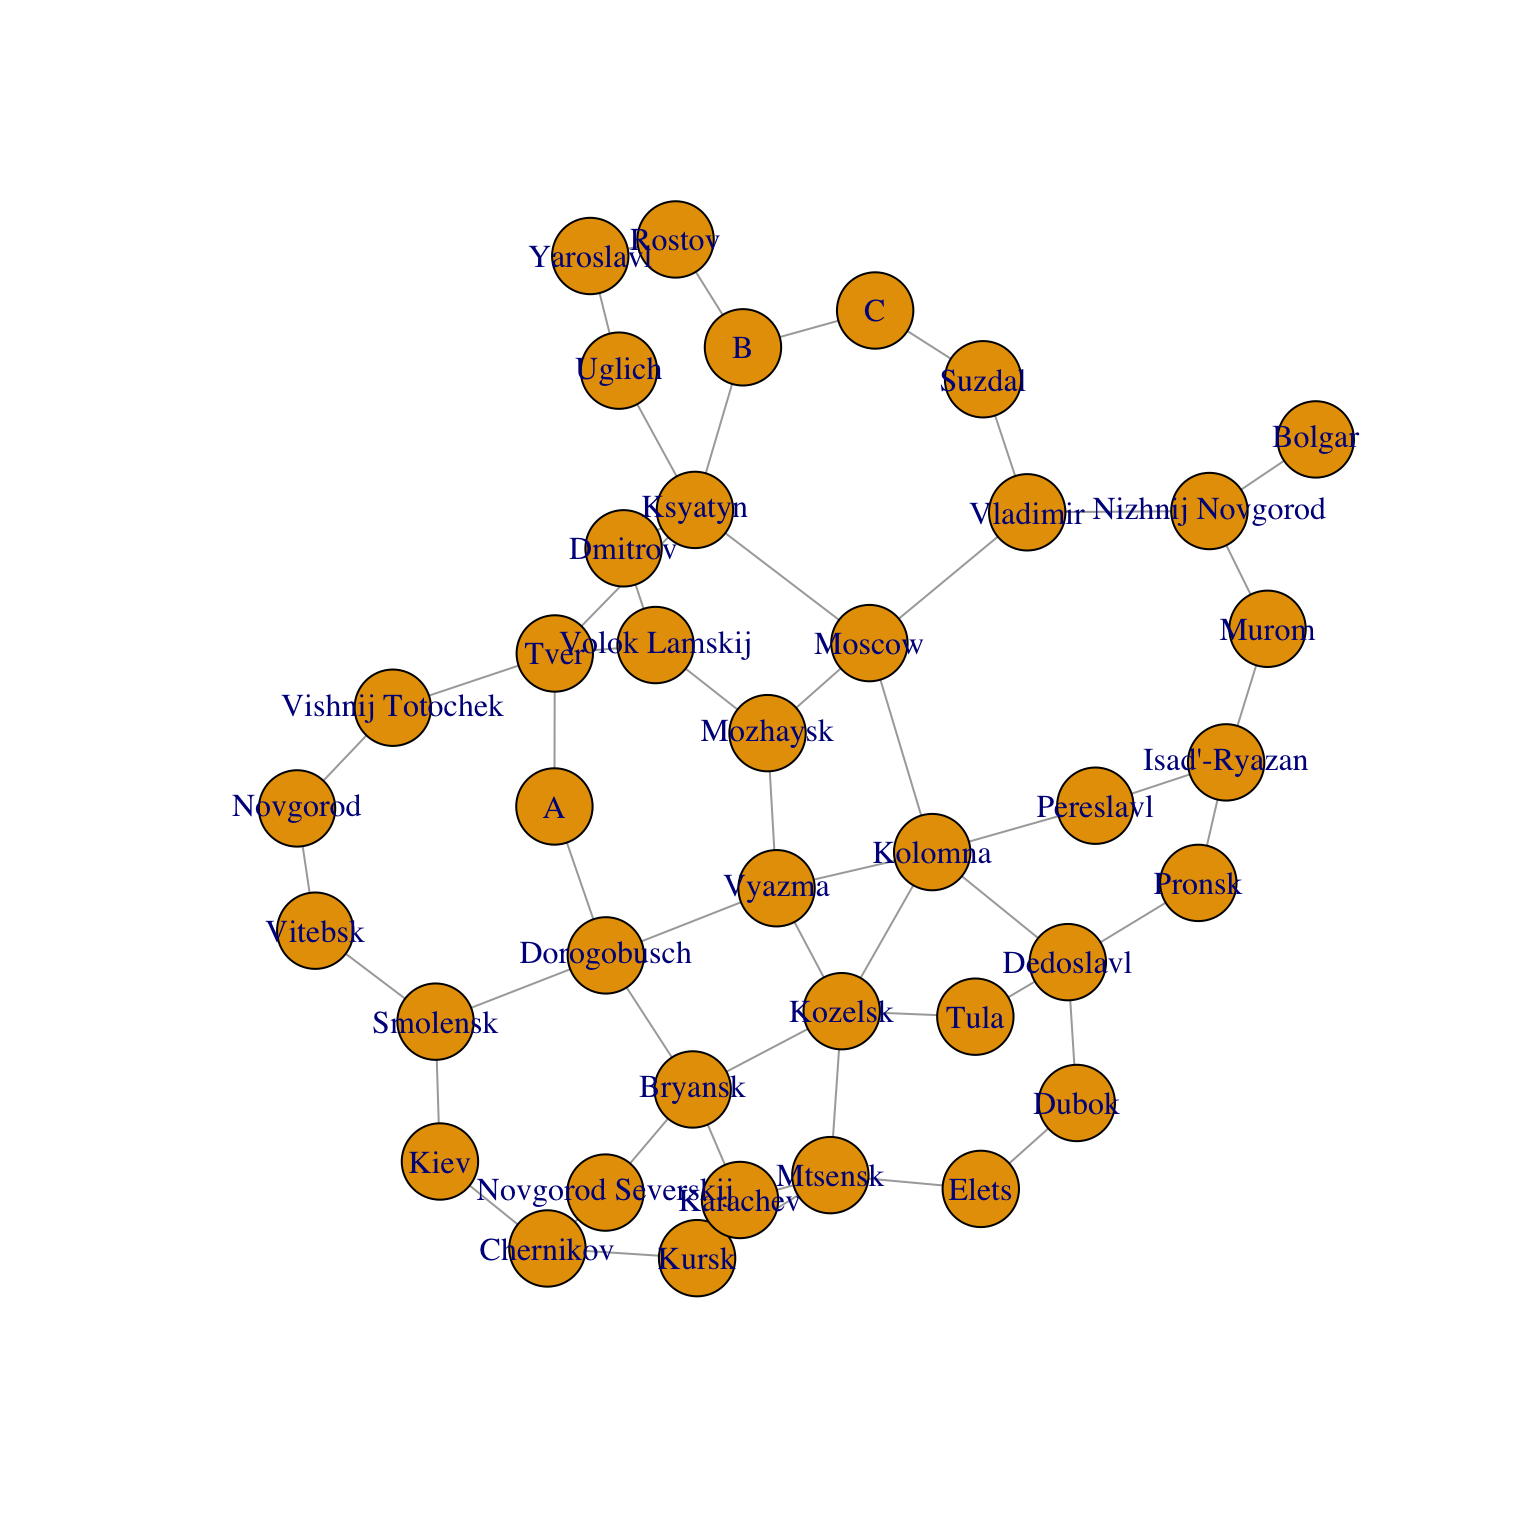 Rostov
Yaroslavl
C
B
Uglich
Suzdal
Bolgar
Ksyatyn
Vladimir
Nizhnij Novgorod
Dmitrov
Murom
Tver
Volok Lamskij
Moscow
Vishnij Totochek
Mozhaysk
Isad'-Ryazan
Novgorod
A
Pereslavl
Kolomna
Vyazma
Pronsk
Vitebsk
Dorogobusch
Dedoslavl
Smolensk
Kozelsk
Tula
Bryansk
Dubok
Kiev
Novgorod Severskij
Karachev
Mtsensk
Elets
Chernikov
Kursk